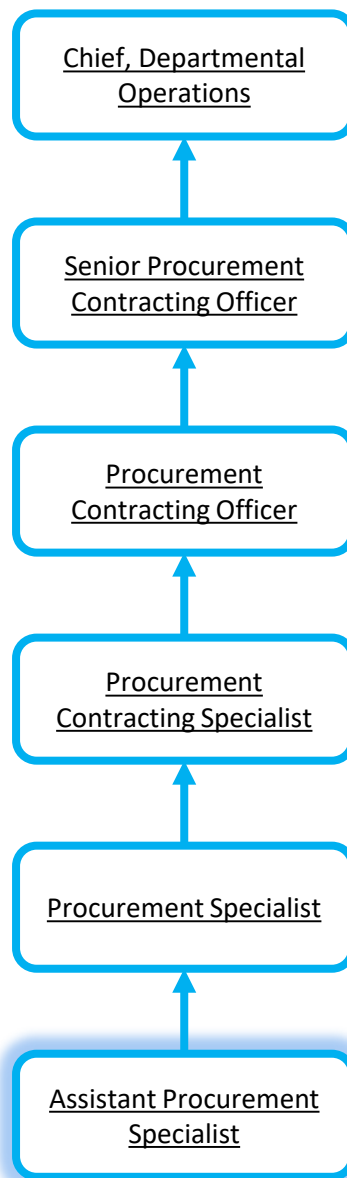 Chief, Departmental
Operations
Senior Procurement
Contracting Officer
Procurement
Contracting Officer
Procurement
Contracting Specialist
Procurement Specialist
Assistant Procurement
Specialist